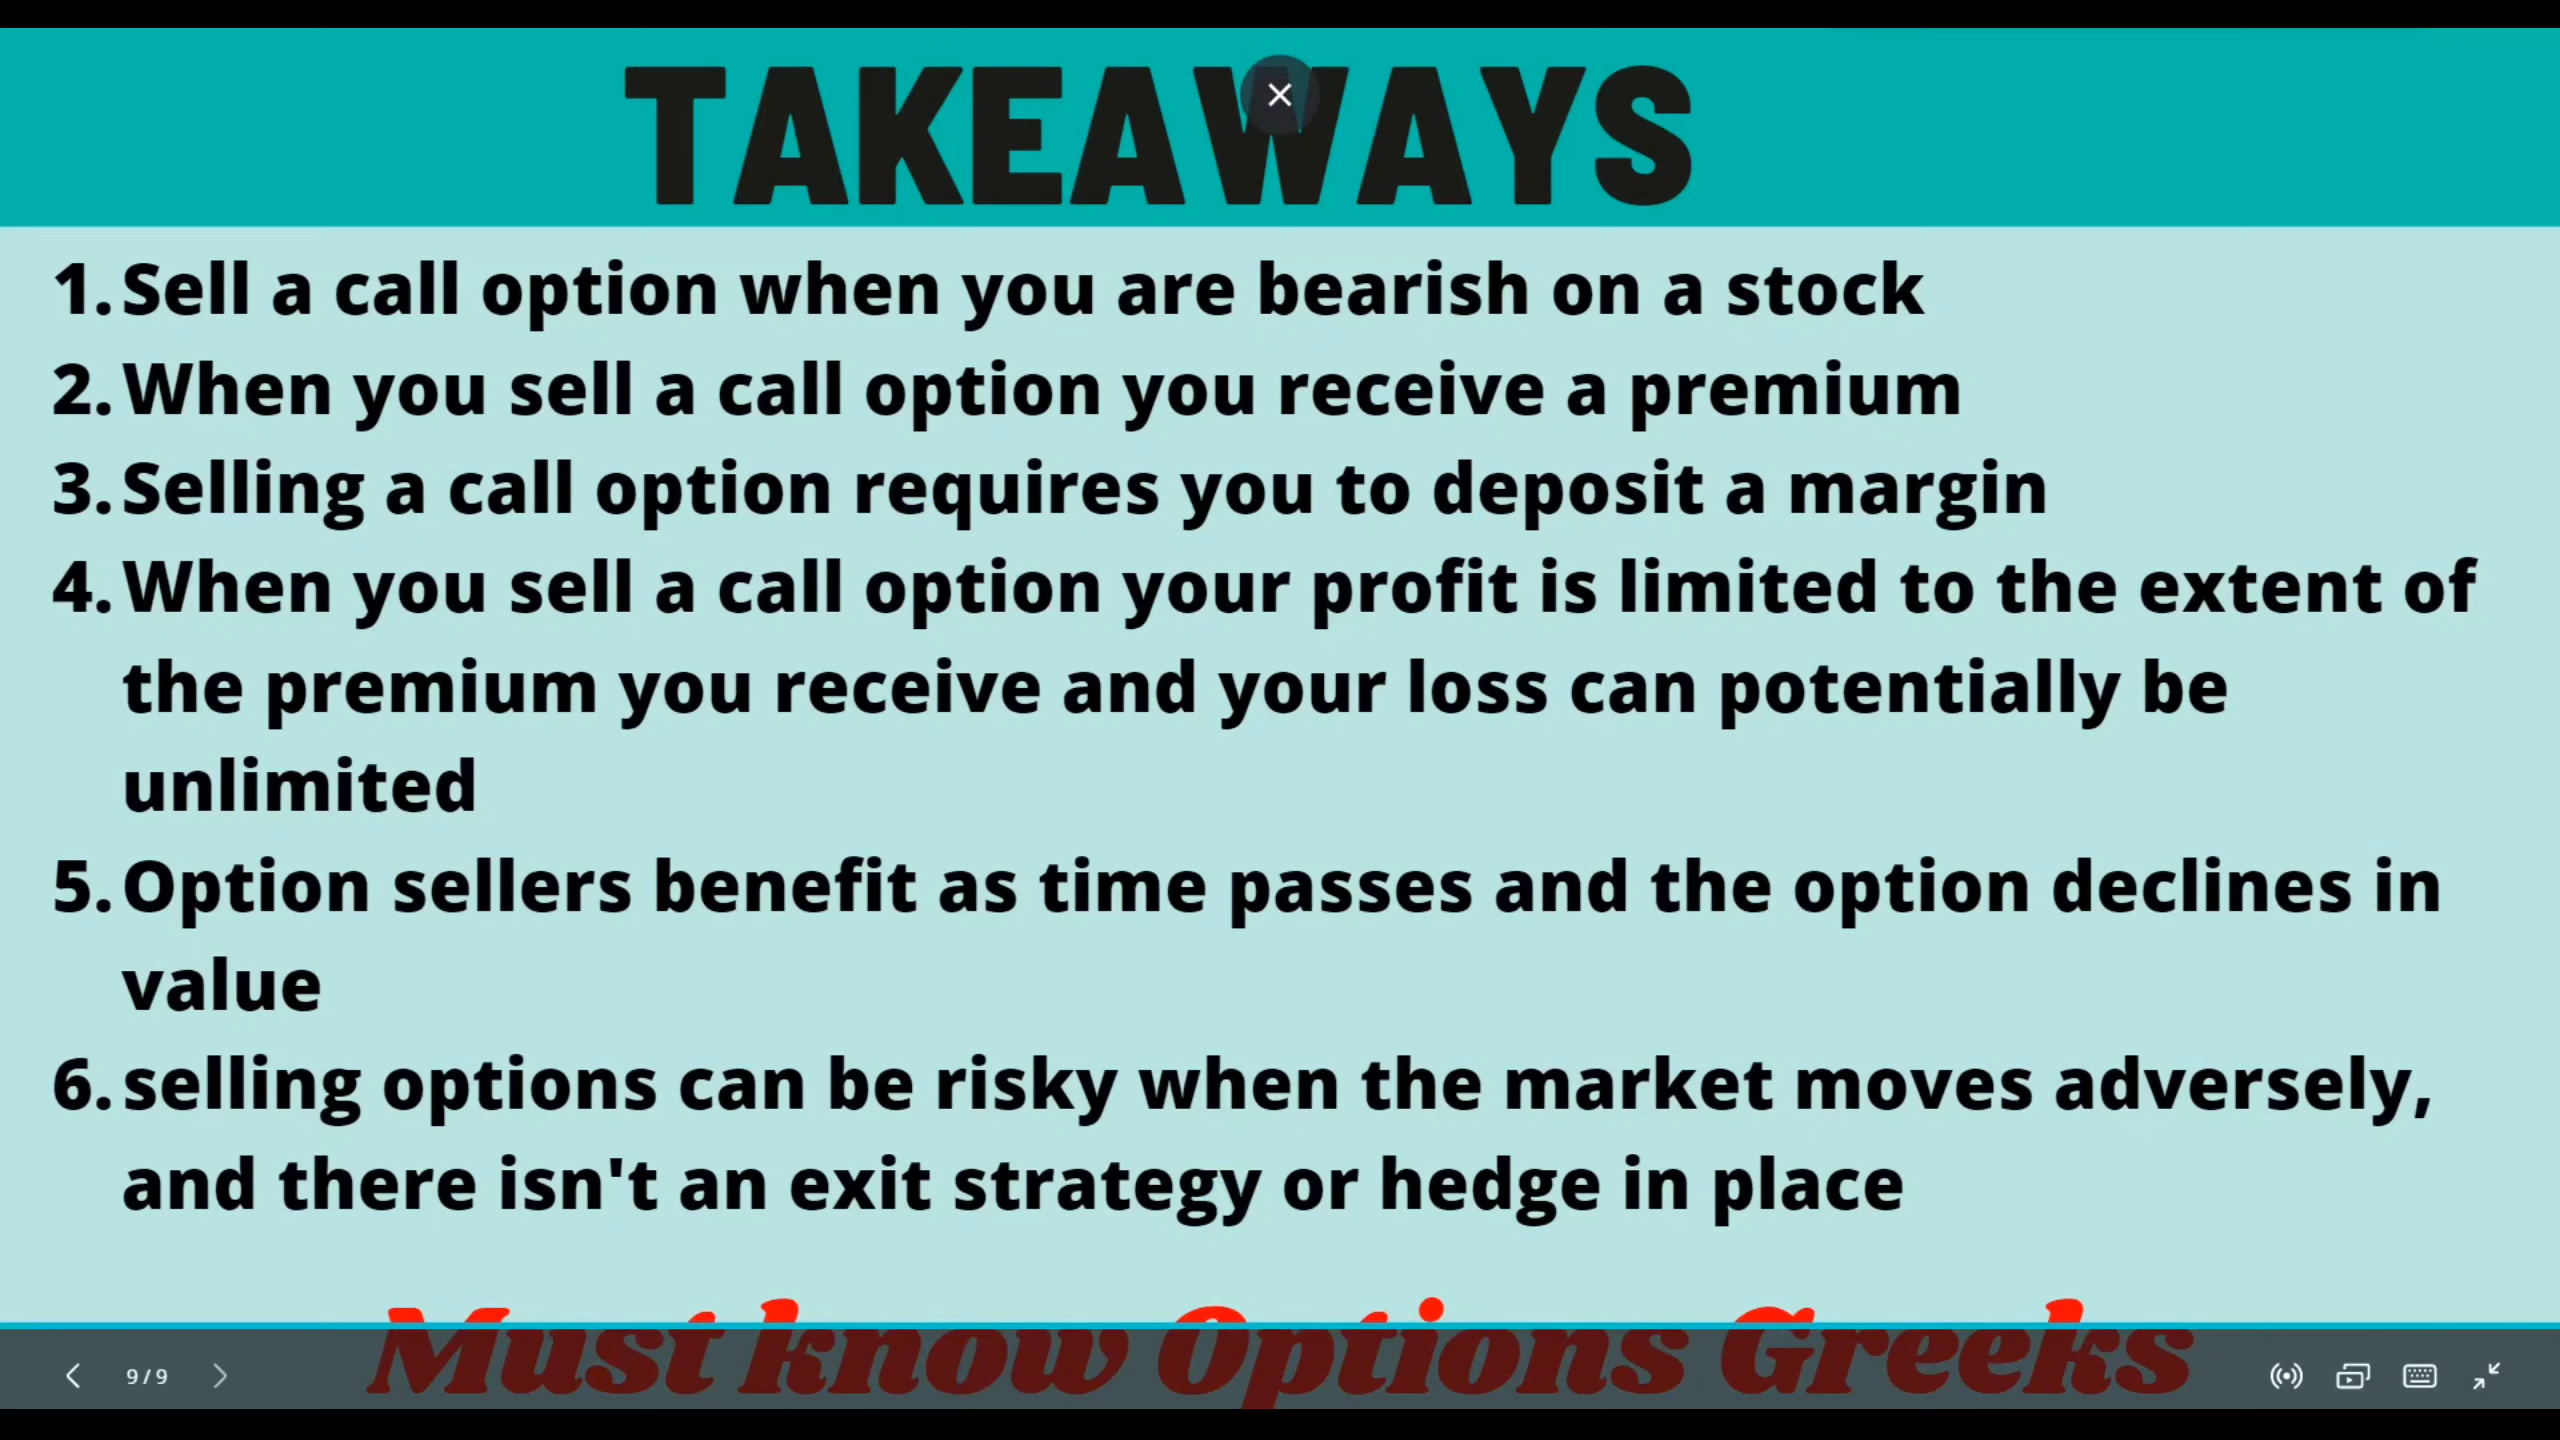 TAKEAWAYS
1. Sell a call option when you are bearish on a stock
2. When you sell a call option you receive a premium
3. Selling a call option requires you to deposit a margin
4. When you sell a call option your profit is limited to the extent of
the premium you receive and your loss can potentially be
unlimited
5. Option sellers benefit as time passes and the option declines in
value
6. selling options can be risky when the market moves adversely,
and there isn't an exit strategy or hedge in place
Must know Options Greeks
9 / 9